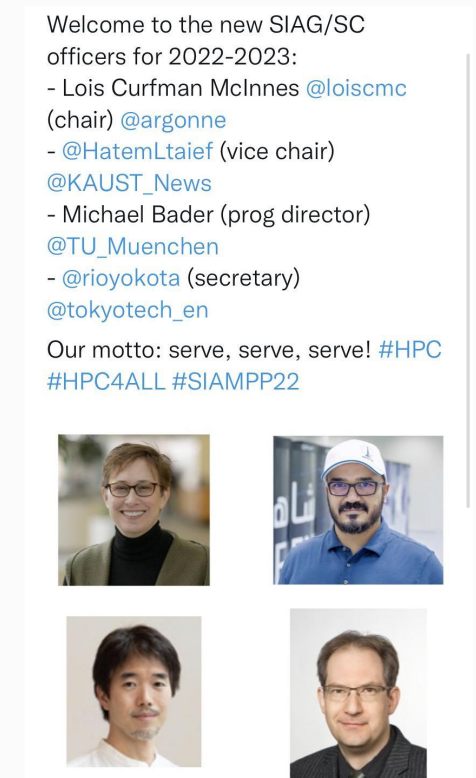 Welcome to the new SIAG/SC
officers for 2022-2023:
- Lois Curfman McInnes @loiscmc
(chair) @argonne
- @HatemLtaief (vice chair)
@KAUST_News
- Michael Bader (prog director)
@TU_Muenchen
- @rioyokota (secretary)
@tokyotech_en
Our motto: serve, serve, serve! #HPC
#HPC4ALL #SIAMPP22